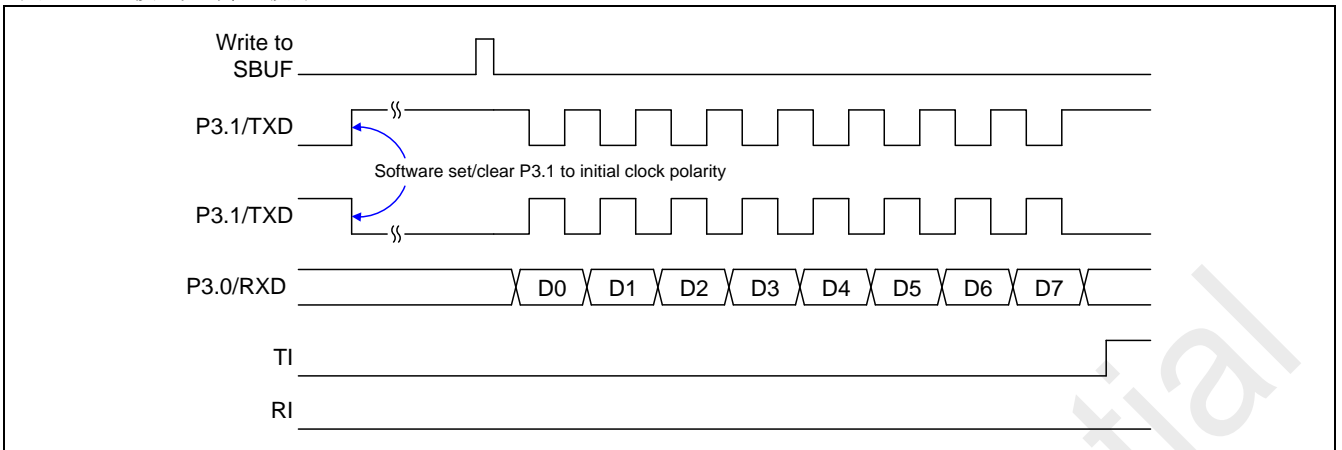 Write to
SBUF
P3.1/TXD
Software set/clear P3.1 to initial clock polarity
P3.1/TXD
P3.0/RXD
D0 D1 D2 D3 D4 D5 D6 D7
TI
RI
tial